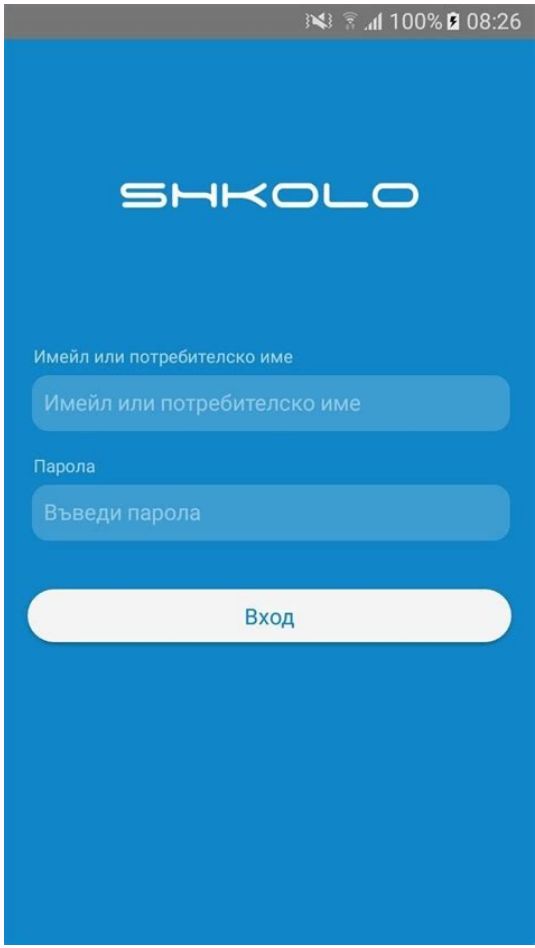 100% 08:26
SHKOLO
Имейл или потребителско име
Имейл или потребителско име
Парола
Въведи парола
Вход